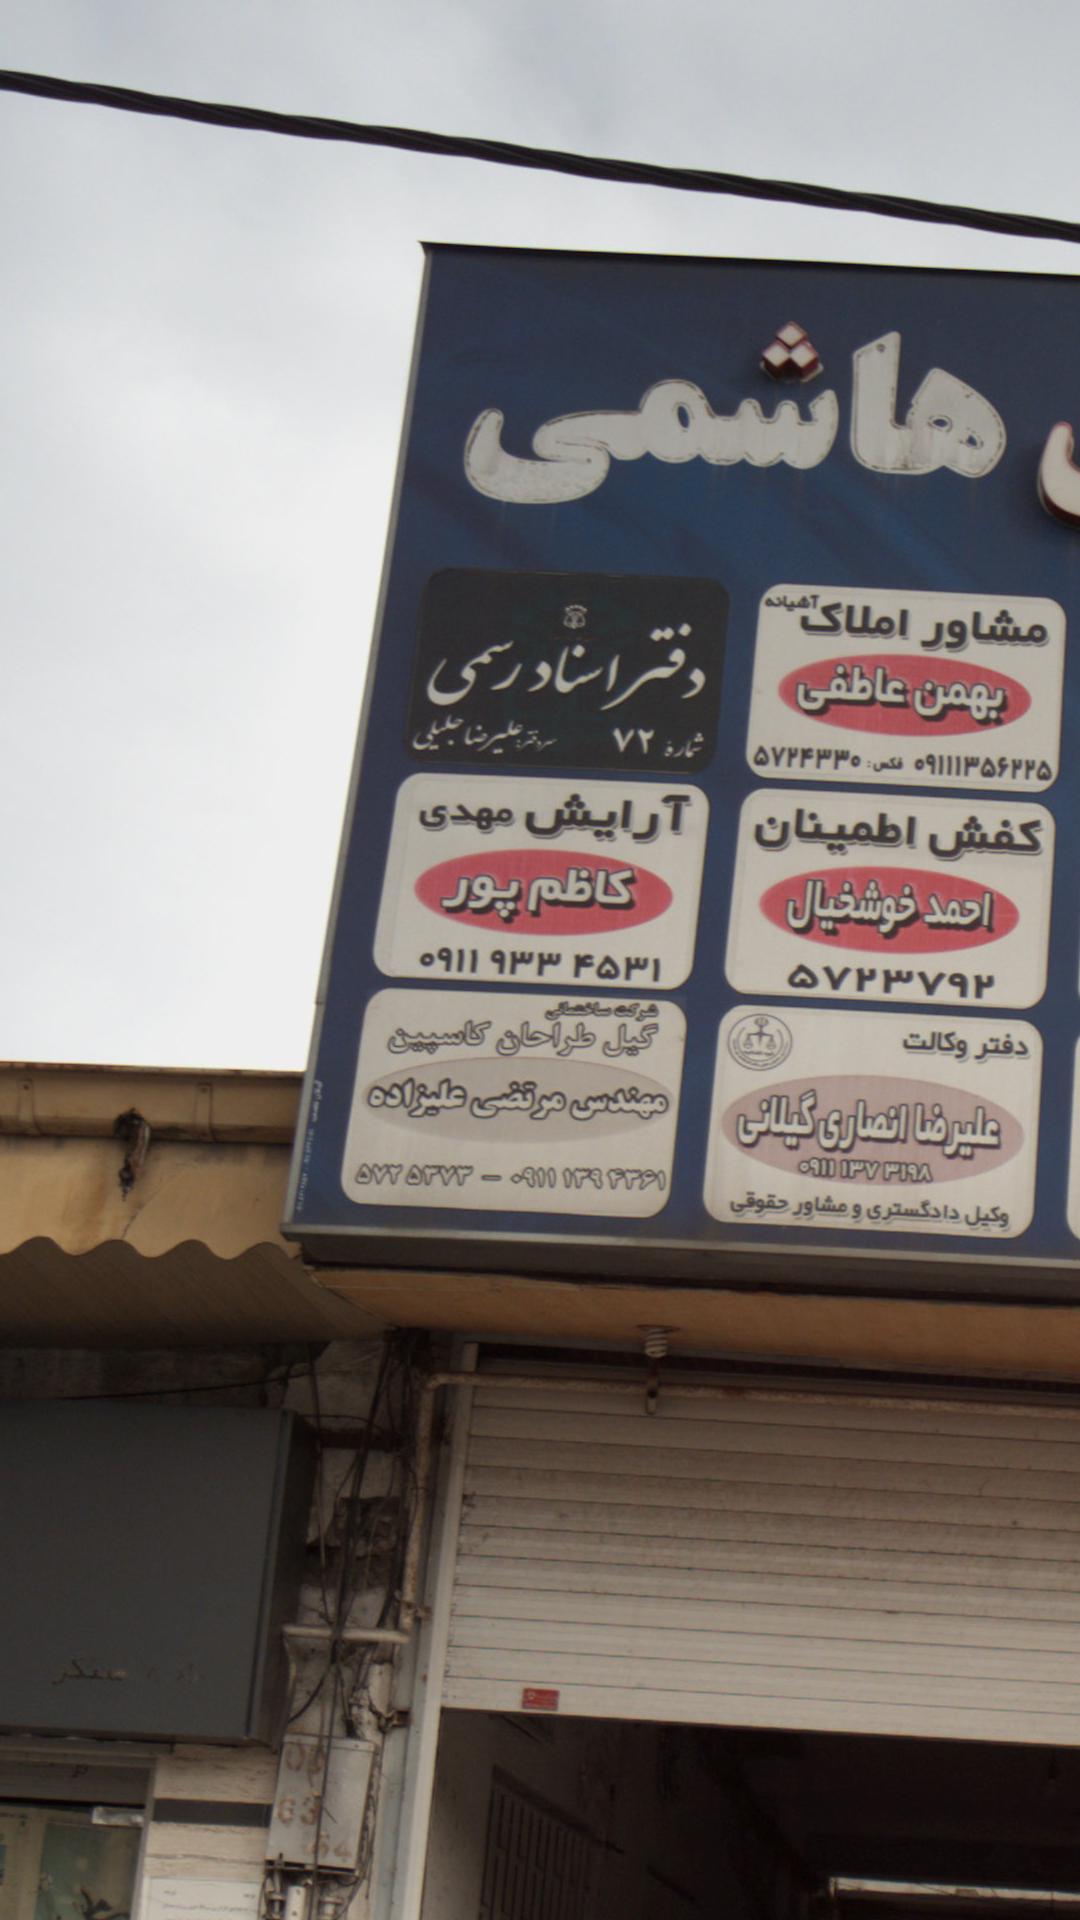 هاشمی
مشاور املاک آشیانه
بهمن عاطفی
۰۹۱۱۱۳۵۶۲۲۵ فکس: ۵۷۲۴۳۳۰
دفتر اسناد رسمی
شماره ۷۲ سردفتر: علیرضا جلیلی
کفش اطمینان
احمد خوشخیال
۵۷۲۳۷۹۲
آرایش مهدی
کاظم پور
۰۹۱۱ ۹۳۳ ۴۵۳۱
دفتر وکالت
علیرضا انصاری گیلانی
۰۹۱۱ ۱۳۷ ۳۱۹۸
وکیل دادگستری و مشاور حقوقی
شرکت ساختمانی
گیل طراحان کاسپین
مهندس مرتضی علیزاده
۵۷۲ ۵۳۷۳ – ۰۹۱۱ ۱۳۹ ۴۳۶۱
63
64